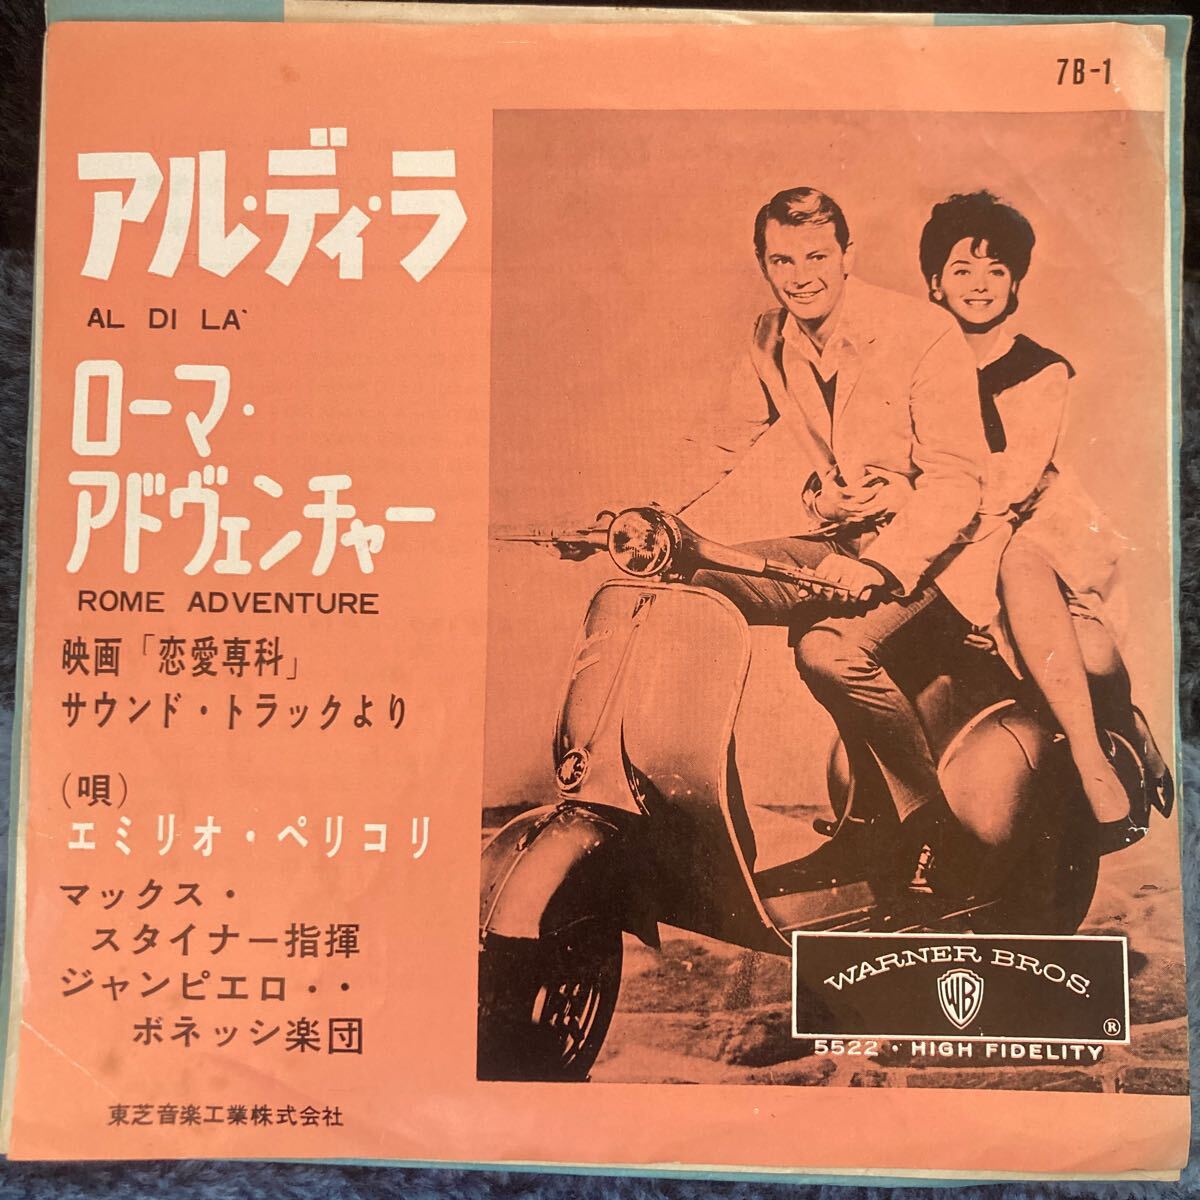 7B-1
アル・ディ・ラ
AL DI LA`
ローマ・
アドヴェンチャー
ROME ADVENTURE
映画「恋愛専科」
サウンド・トラックより
(唄)
エミリオ・ペリコリ
マックス・
スタイナー指揮
ジャンピエロ・・
ボネッシ楽団
東芝音楽工業株式会社
WARNER BROS.
WB
®
5522・HIGH FIDELITY